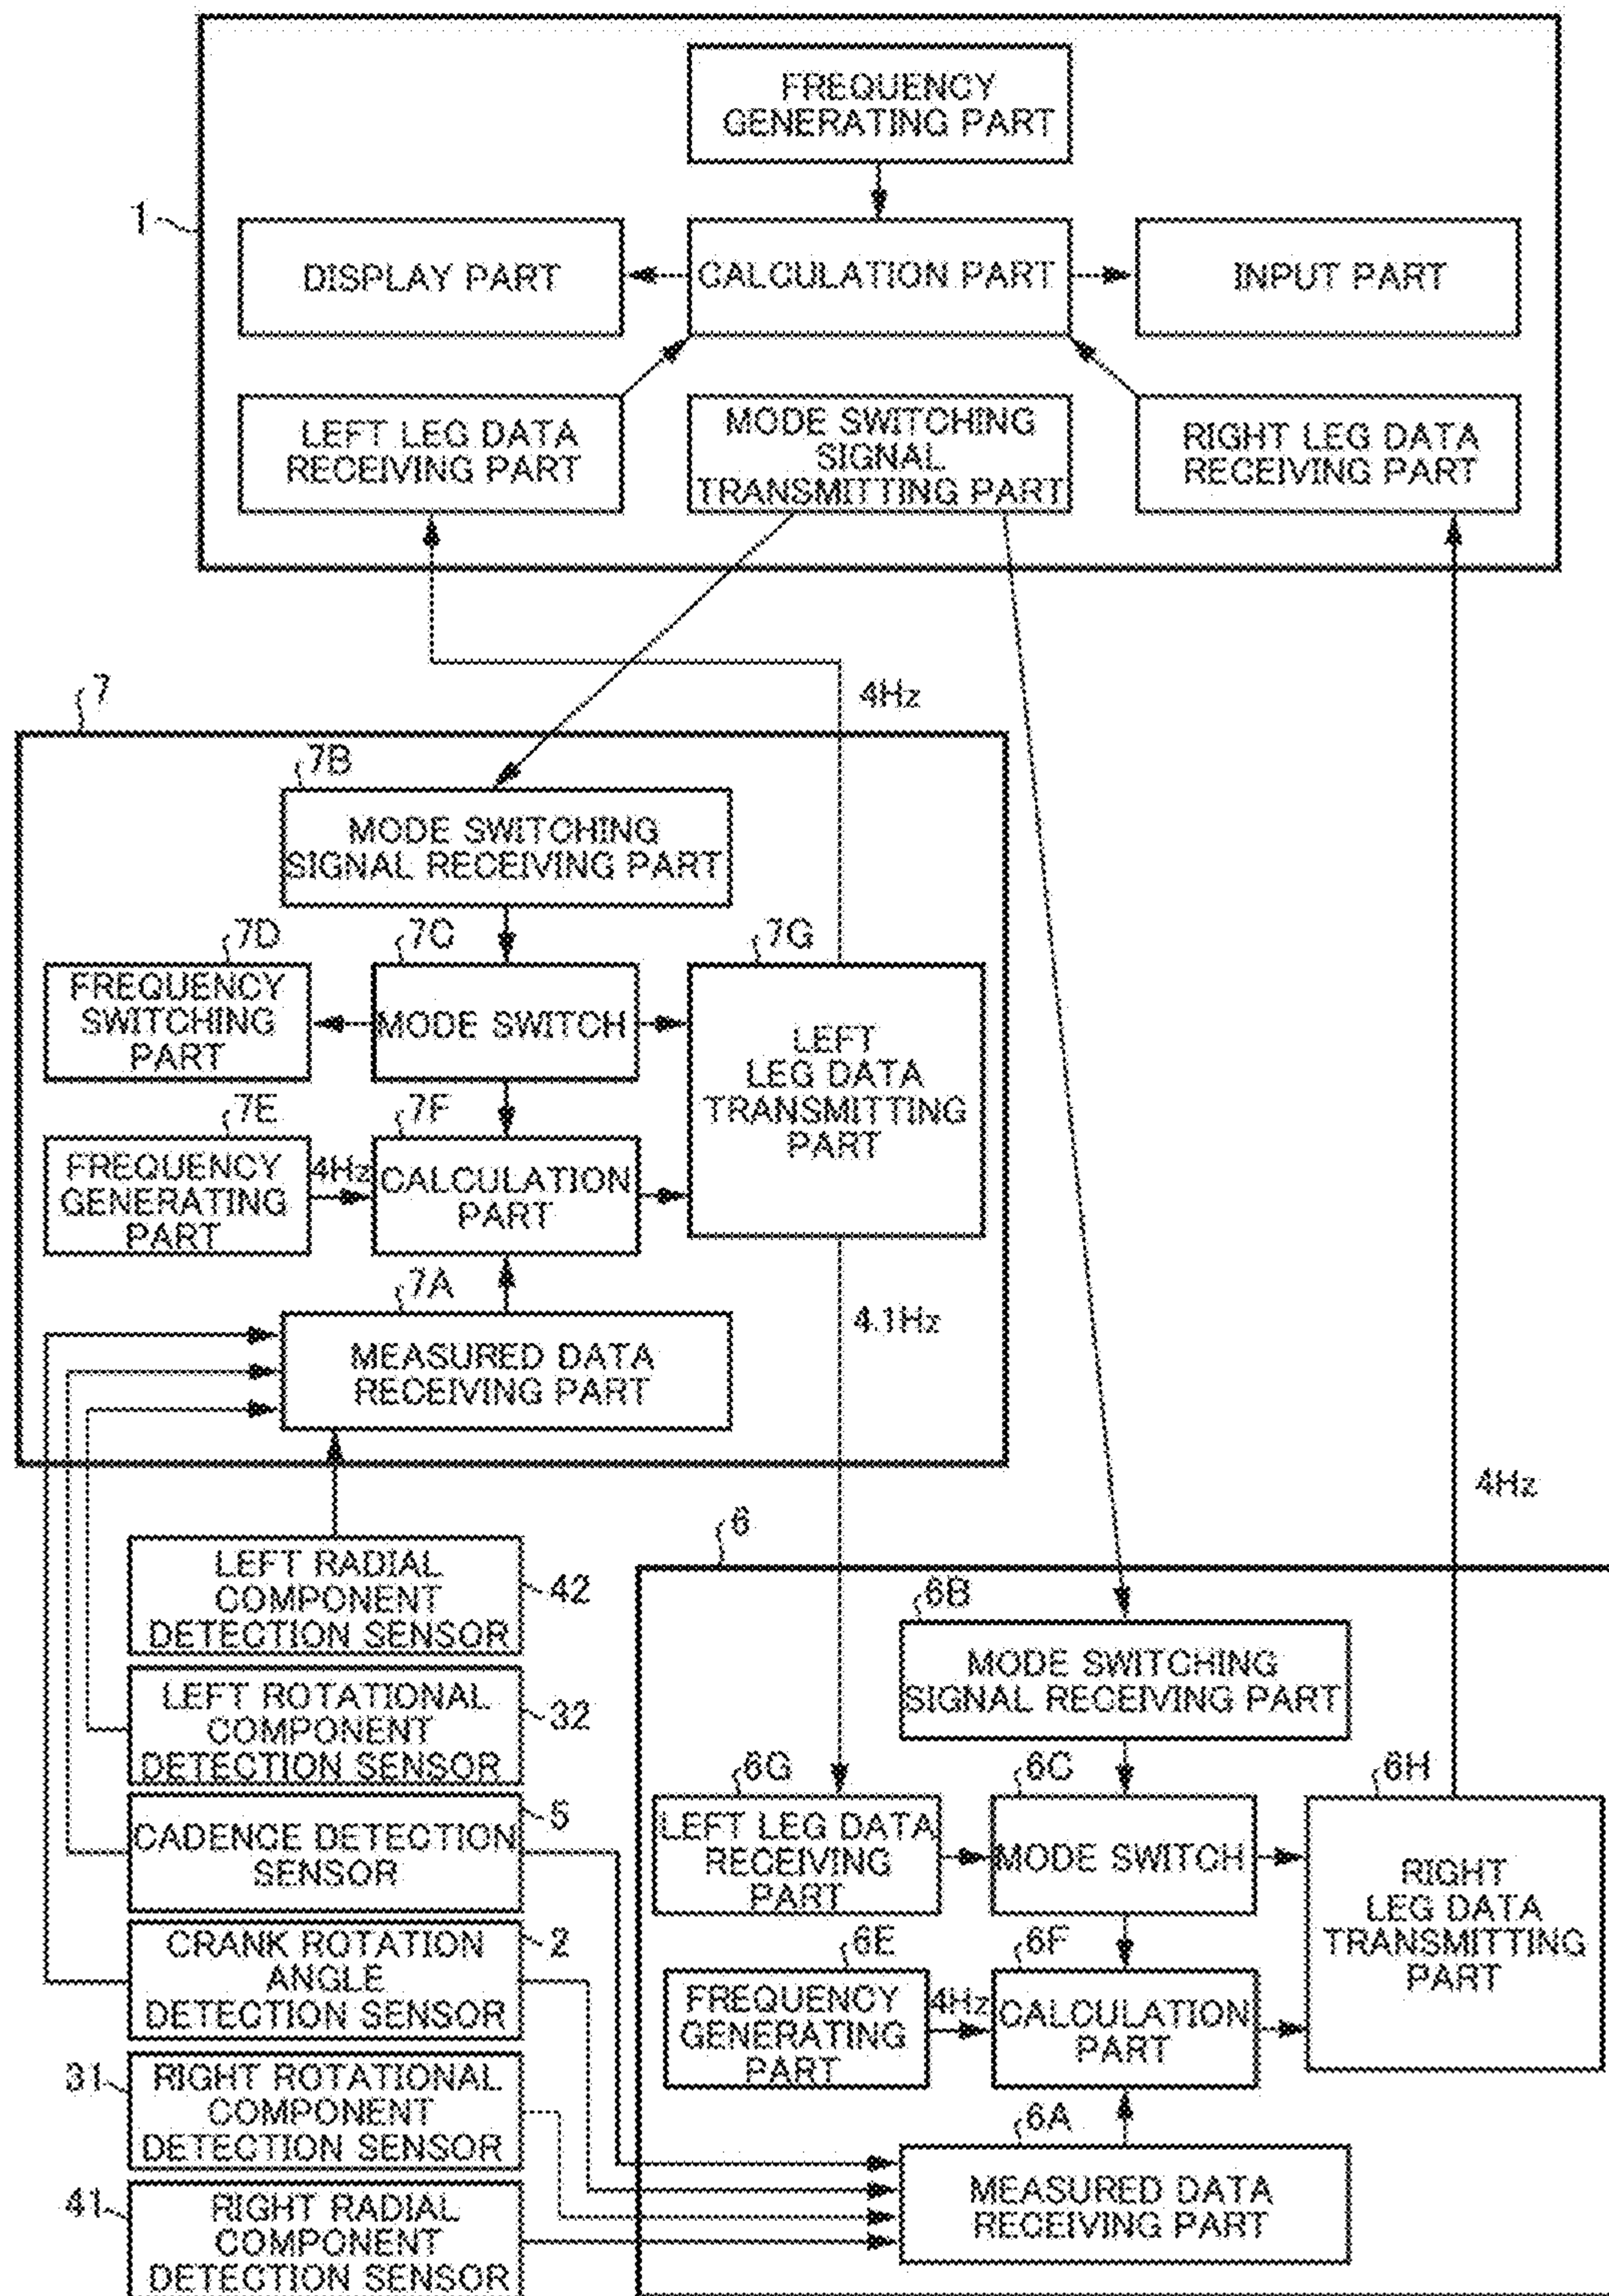 FREQUENCY
GENERATING PART
1
DISPLAY PART
CALCULATION PART
INPUT PART
LEFT LEG DATA
RECEIVING PART
MODE SWITCHING
SIGNAL
TRANSMITTING PART
RIGHT LEG DATA
RECEIVING PART
7
4Hz
7B
MODE SWITCHING
SIGNAL RECEIVING PART
7D
7C
7G
FREQUENCY
SWITCHING
PART
MODE SWITCH
LEFT
LEG DATA
TRANSMITTING
PART
7E
7F
FREQUENCY
GENERATING
PART
4Hz
CALCULATION
PART
7A
4.1Hz
MEASURED DATA
RECEIVING PART
4Hz
6
LEFT RADIAL
COMPONENT
DETECTION SENSOR
42
6B
MODE SWITCHING
SIGNAL RECEIVING PART
LEFT ROTATIONAL
COMPONENT
DETECTION SENSOR
32
6G
6C
6H
CADENCE DETECTION
SENSOR
5
LEFT LEG DATA
RECEIVING
PART
MODE SWITCH
RIGHT
LEG DATA
TRANSMITTING
PART
CRANK ROTATION
ANGLE
DETECTION SENSOR
2
6E
6F
FREQUENCY
GENERATING
PART
4Hz
CALCULATION
PART
31
RIGHT ROTATIONAL
COMPONENT
DETECTION SENSOR
6A
MEASURED DATA
RECEIVING PART
41
RIGHT RADIAL
COMPONENT
DETECTION SENSOR